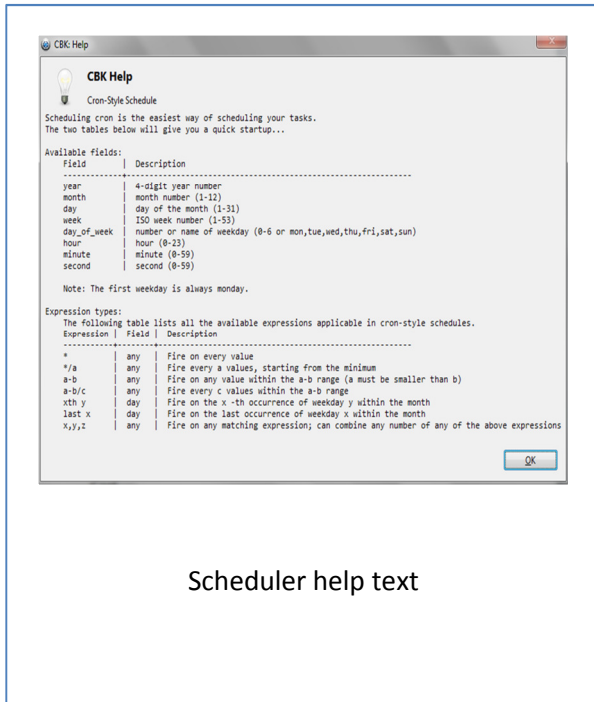 CBK: Help
CBK Help
Cron-Style Schedule
Scheduling cron is the easiest way of scheduling your tasks.
The two tables below will give you a quick startup...
Available fields:
Field | Description
------------+------------------------------------------------------------
year | 4-digit year number
month | month number (1-12)
day | day of the month (1-31)
week | ISO week number (1-53)
day_of_week | number or name of weekday (0-6 or mon,tue,wed,thu,fri,sat,sun)
hour | hour (0-23)
minute | minute (0-59)
second | second (0-59)
Note: The first weekday is always monday.
Expression types:
The following table lists all the available expressions applicable in cron-style schedules.
Expression | Field | Description
-----------+-------+--------------------------------------------------
* | any | Fire on every value
*/a | any | Fire every a values, starting from the minimum
a-b | any | Fire on any value within the a-b range (a must be smaller than b)
a-b/c | any | Fire every c values within the a-b range
xth y | day | Fire on the x -th occurrence of weekday y within the month
last x | day | Fire on the last occurrence of weekday x within the month
x,y,z | any | Fire on any matching expression; can combine any number of any of the above expressions
OK
Scheduler help text